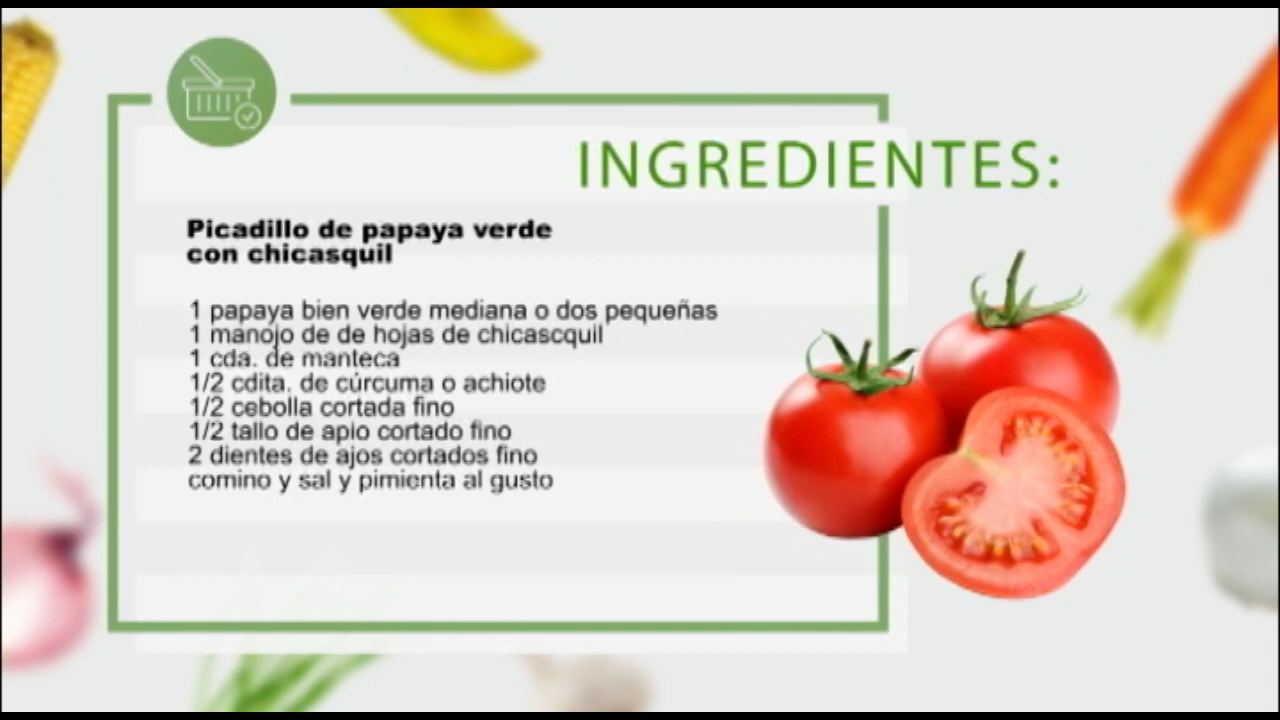 INGREDIENTES:
Picadillo de papaya verde
con chicasquil
1 papaya bien verde mediana o dos pequeñas
1 manojo de de hojas de chicascquil
1 cda. de manteca
1/2 cdita. de cúrcuma o achiote
1/2 cebolla cortada fino
1/2 tallo de apio cortado fino
2 dientes de ajos cortados fino
comino y sal y pimienta al gusto